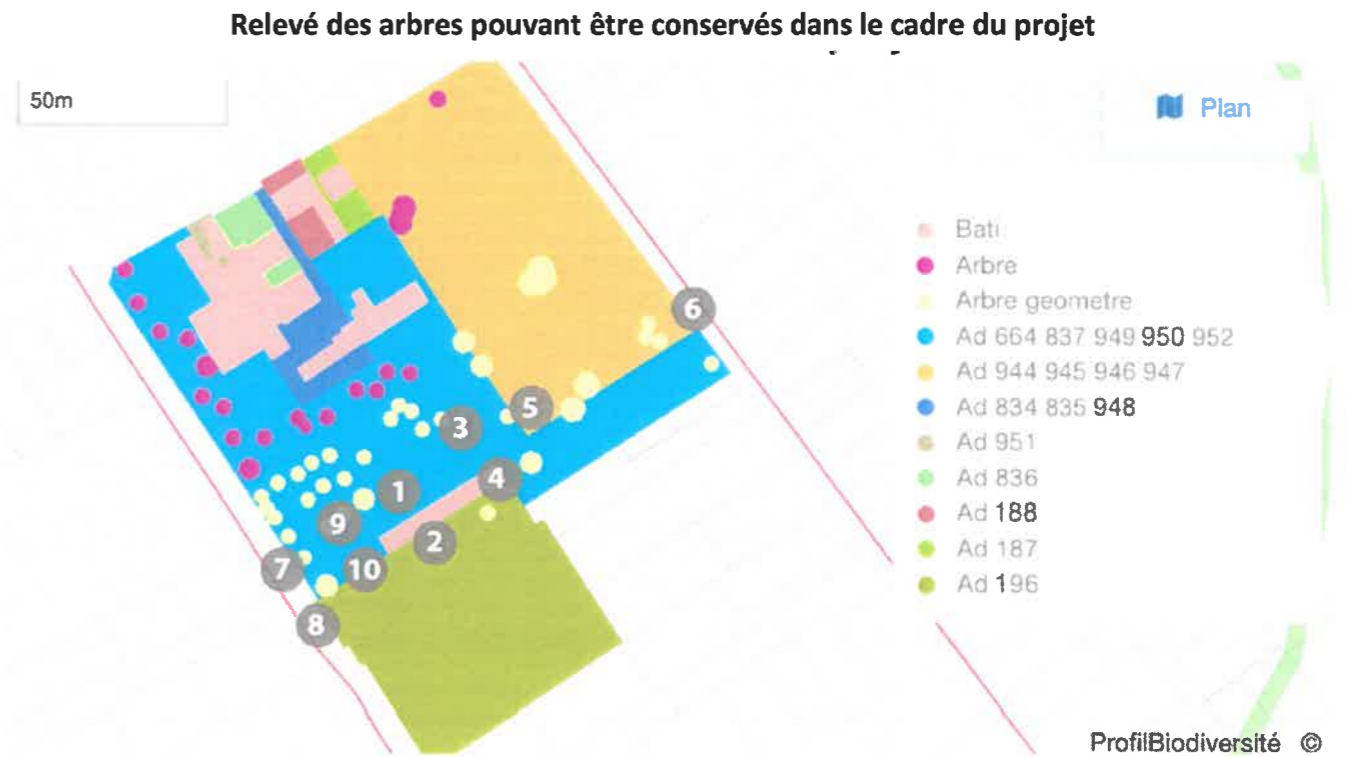 Relevé des arbres pouvant être conservés dans le cadre du projet
50m
Plan
Bati
Arbre
Arbre geometre
Ad 664 837 949 950 952
Ad 944 945 946 947
Ad 834 835 948
Ad 951
Ad 836
Ad 188
Ad 187
Ad 196
6
5
3
4
1
9
2
7
10
8
ProfilBiodiversité ©